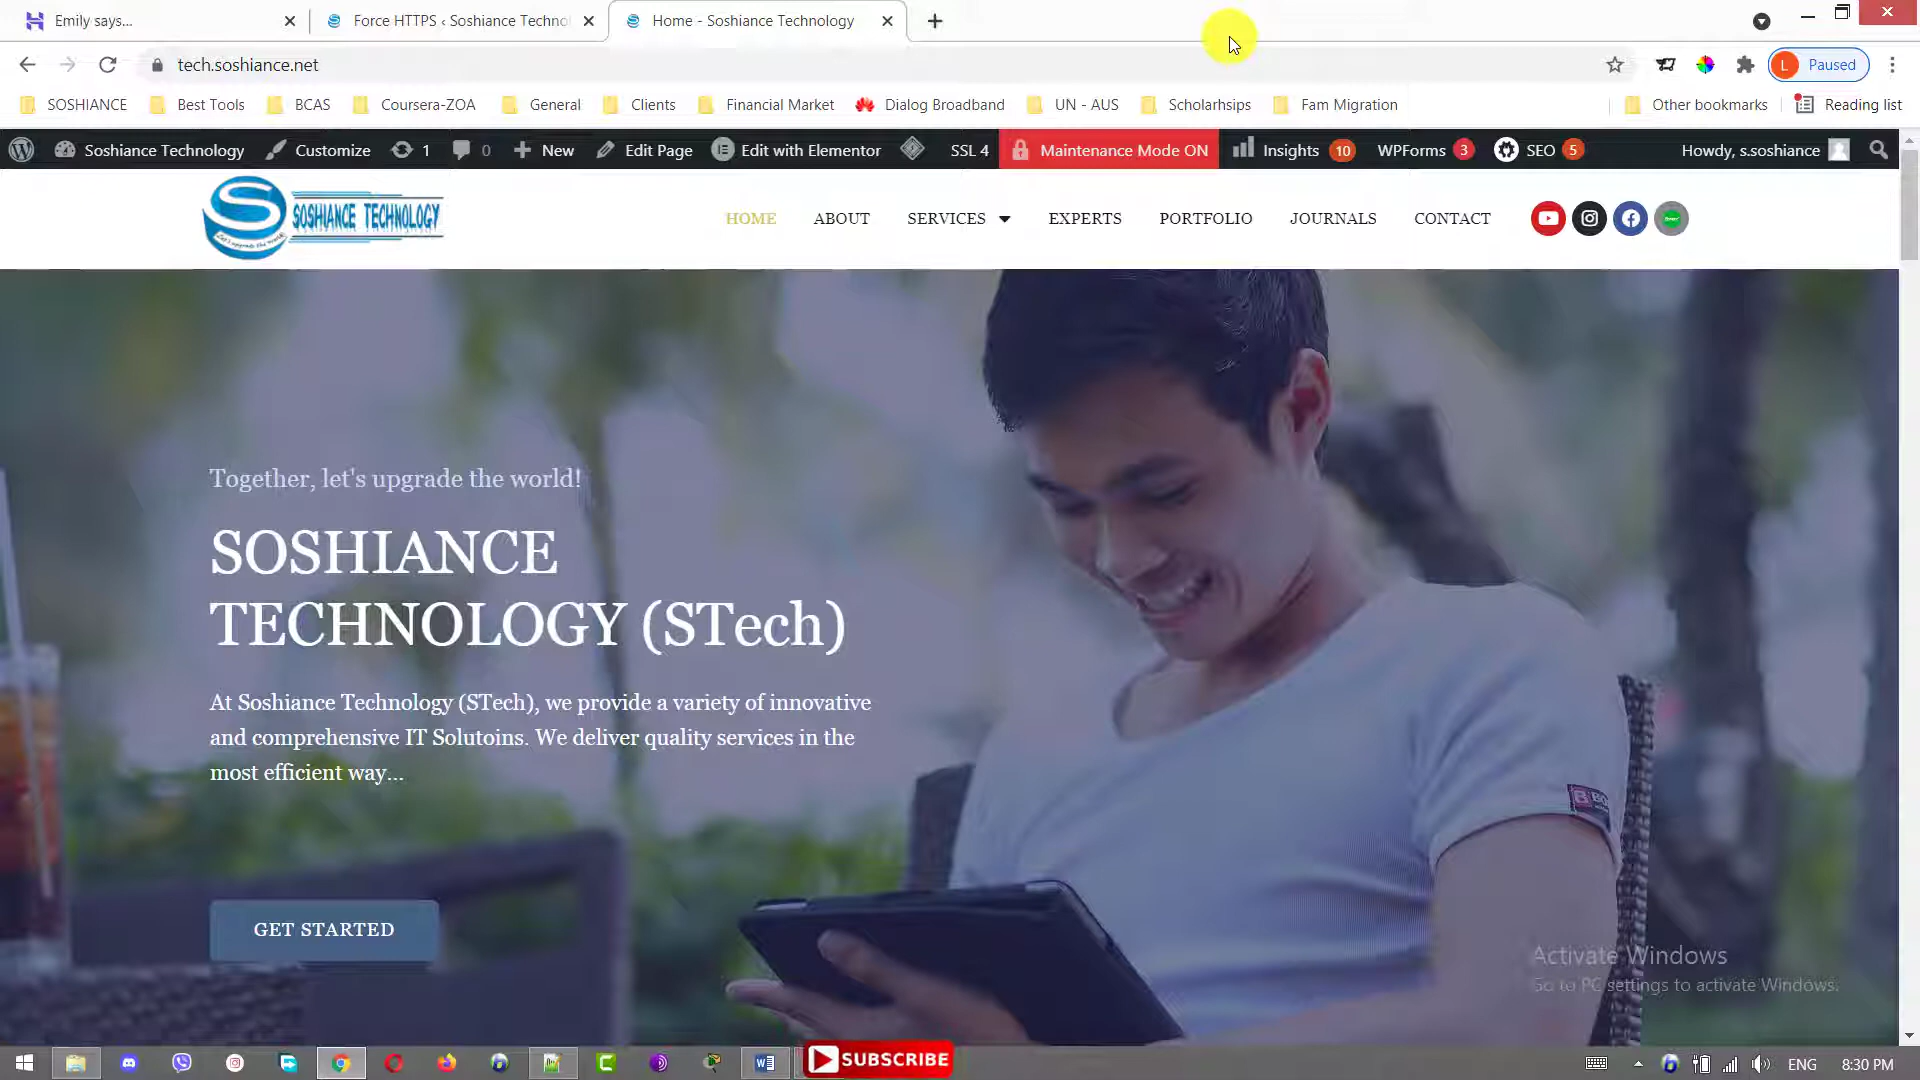 Emily says...
Force HTTPS ‹ Soshiance Technol
Home - Soshiance Technology
tech.soshiance.net
L Paused
SOSHIANCE
Best Tools
BCAS
Coursera-ZOA
General
Clients
Financial Market
Dialog Broadband
UN - AUS
Scholarhsips
Fam Migration
Other bookmarks
Reading list
Soshiance Technology
Customize
1
0
New
Edit Page
Edit with Elementor
SSL 4
Maintenance Mode ON
Insights 10
WPForms 3
SEO 5
Howdy, s.soshiance
SOSHIANCE TECHNOLOGY
Let's upgrade the world!
HOME
ABOUT
SERVICES
EXPERTS
PORTFOLIO
JOURNALS
CONTACT
Together, let's upgrade the world!
SOSHIANCE
TECHNOLOGY (STech)
At Soshiance Technology (STech), we provide a variety of innovative
and comprehensive IT Solutoins. We deliver quality services in the
most efficient way...
GET STARTED
Activate Windows
Go to PC settings to activate Windows.
SUBSCRIBE
ENG
8:30 PM